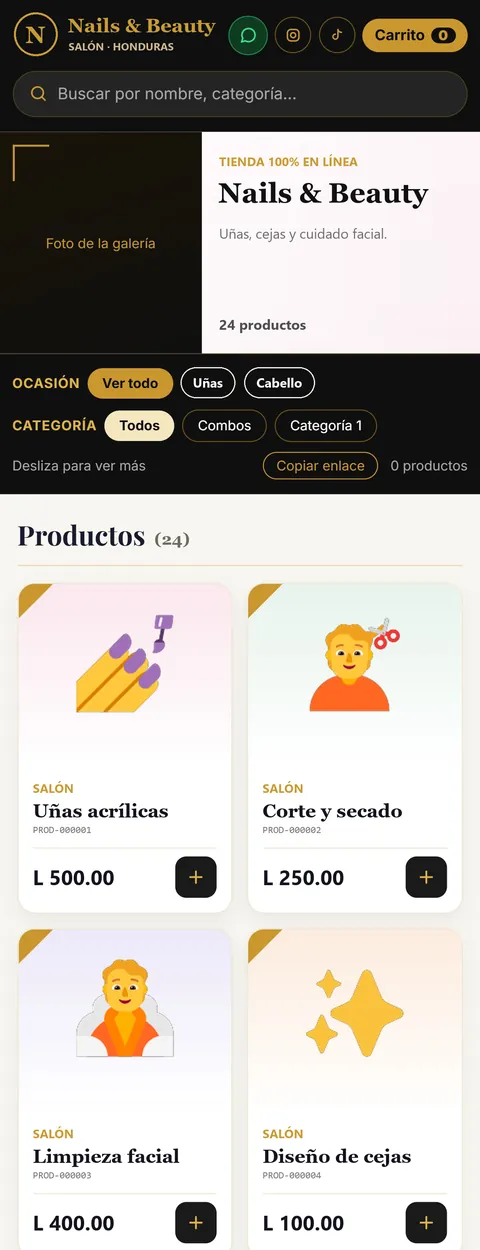 N
Nails & Beauty
SALÓN · HONDURAS
Carrito 0
Buscar por nombre, categoría...
Foto de la galería
TIENDA 100% EN LÍNEA
Nails & Beauty
Uñas, cejas y cuidado facial.
24 productos
OCASIÓN Ver todo Uñas Cabello
CATEGORÍA Todos Combos Categoría 1
Desliza para ver más Copiar enlace 0 productos
Productos (24)
SALÓN
Uñas acrílicas
PROD-000001
L 500.00 +
SALÓN
Corte y secado
PROD-000002
L 250.00 +
SALÓN
Limpieza facial
PROD-000003
L 400.00 +
SALÓN
Diseño de cejas
PROD-000004
L 100.00 +